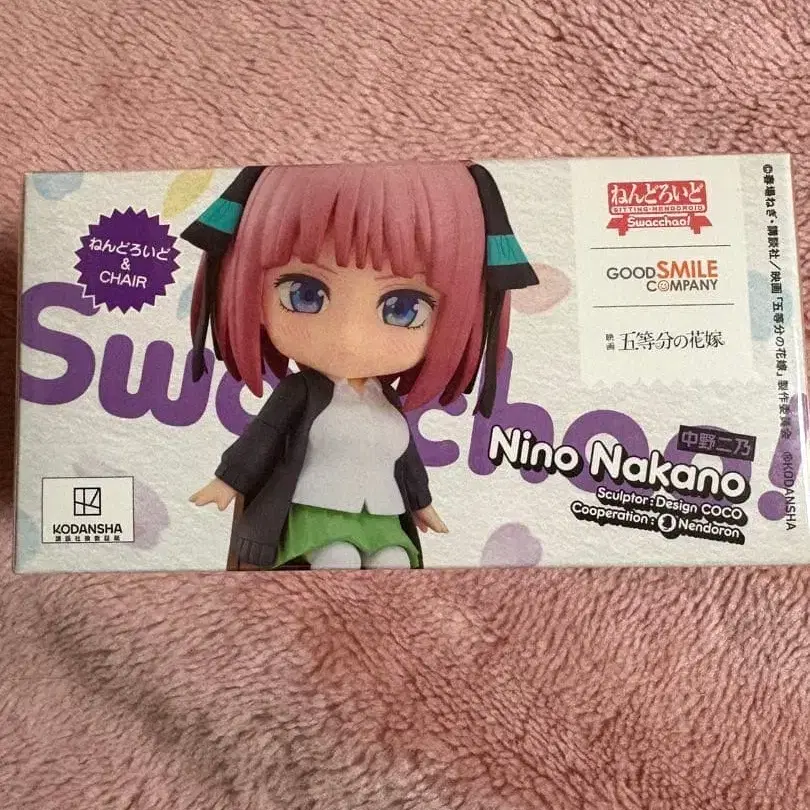 ねんどろいど
&
CHAIR
Swacchao!
ねんどろいど
SITTING・NENDOROID
Swacchao!
GOOD SMILE
COMPANY
映画 五等分の花嫁
中野二乃
Nino Nakano
Sculptor:Design COCO
Cooperation: Nendoron
KODANSHA
©春場ねぎ・講談社/映画「五等分の花嫁」製作委員会 ©KODANSHA